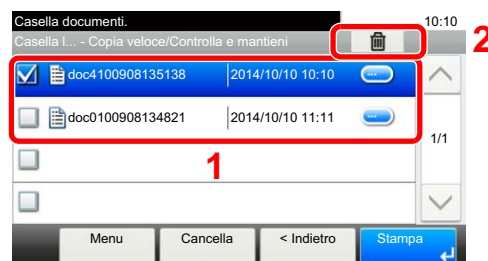 Casella documenti. 10:10
Casella l... - Copia veloce/Controlla e mantieni 2
doc4100908135138 2014/10/10 10:10
doc0100908134821 2014/10/10 11:11
1/1
1
Menu Cancella < Indietro Stampa